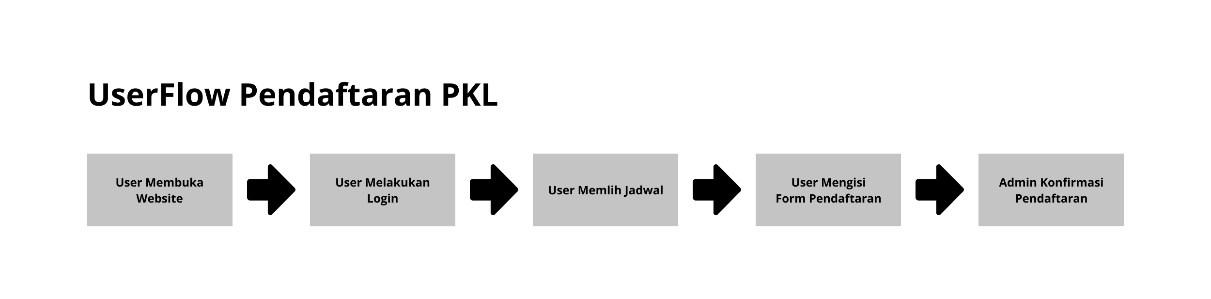 UserFlow Pendaftaran PKL
User Membuka
Website
User Melakukan
Login
User Memlih Jadwal
User Mengisi
Form Pendaftaran
Admin Konfirmasi
Pendaftaran